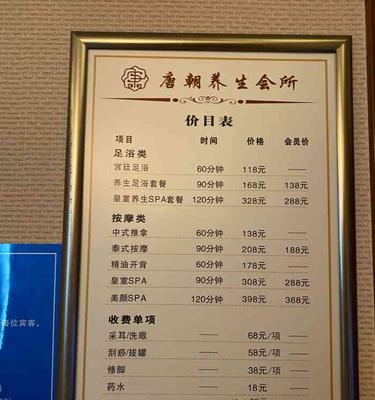 唐朝养生会所
价目表
项目 时间 价格 会员价
足浴类
宫廷足浴 60分钟 118元 ——
养生足浴套餐 90分钟 168元 138元
皇室养生SPA套餐 120分钟 328元 288元
按摩类
中式推拿 60分钟 138元 ——
泰式按摩 90分钟 208元 188元
精油开背 60分钟 178元 ——
皇室SPA 90分钟 308元 288元
美颜SPA 120分钟 398元 368元
收费单项
采耳/洗眼 —— 68元/项
刮痧/拔罐 —— 58元/项
修脚 —— 38元/项
药水 —— 18元
位宾客,